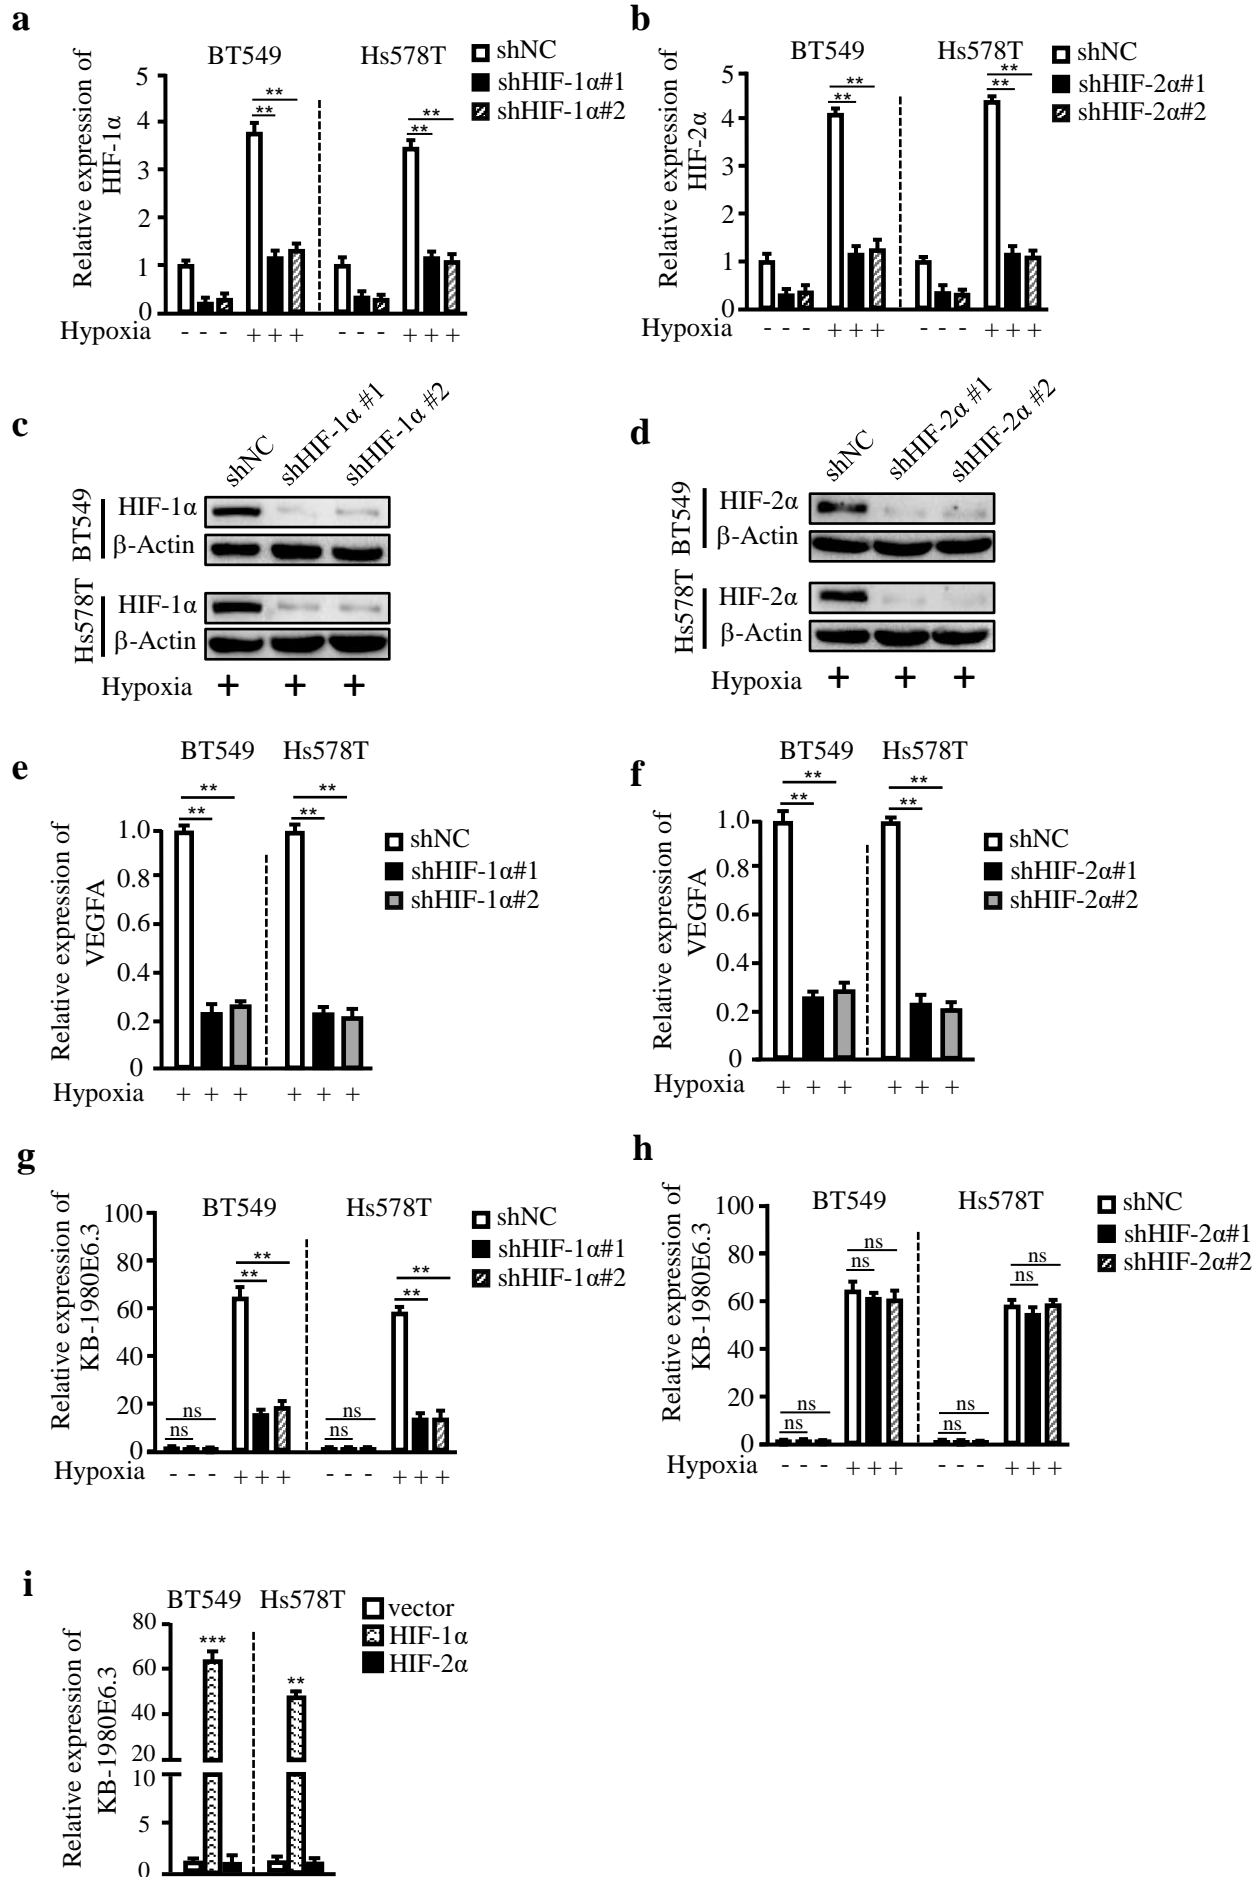 a
BT549 Hs578T
shNC
shHIF-1α#1
shHIF-1α#2
Relative expression of
HIF-1α
5
4
3
2
1
0
** ** ** **
Hypoxia - - - + + + - - - + + +
b
BT549 Hs578T
shNC
shHIF-2α#1
shHIF-2α#2
Relative expression of
HIF-2α
5
4
3
2
1
0
** ** ** **
Hypoxia - - - + + + - - - + + +
c
shNC shHIF-1α #1 shHIF-1α #2
BT549
HIF-1α
β-Actin
Hs578T
HIF-1α
β-Actin
Hypoxia + + +
d
shNC shHIF-2α #1 shHIF-2α #2
BT549
HIF-2α
β-Actin
Hs578T
HIF-2α
β-Actin
Hypoxia + + +
e
BT549 Hs578T
** ** ** **
shNC
shHIF-1α#1
shHIF-1α#2
Relative expression of
VEGFA
1.0
0.8
0.6
0.4
0.2
0
Hypoxia + + + + + +
f
BT549 Hs578T
** ** ** **
shNC
shHIF-2α#1
shHIF-2α#2
Relative expression of
VEGFA
1.0
0.8
0.6
0.4
0.2
0
Hypoxia + + + + + +
g
BT549 Hs578T
shNC
shHIF-1α#1
shHIF-1α#2
Relative expression of
KB-1980E6.3
100
80
60
40
20
0
ns ns ** ** ns ns ** **
Hypoxia - - - + + + - - - + + +
h
BT549 Hs578T
shNC
shHIF-2α#1
shHIF-2α#2
Relative expression of
KB-1980E6.3
100
80
60
40
20
0
ns ns ns ns ns ns ns ns
Hypoxia - - - + + + - - - + + +
i
BT549 Hs578T
vector
HIF-1α
HIF-2α
Relative expression of
KB-1980E6.3
80
60
40
20
10
5
0
*** **